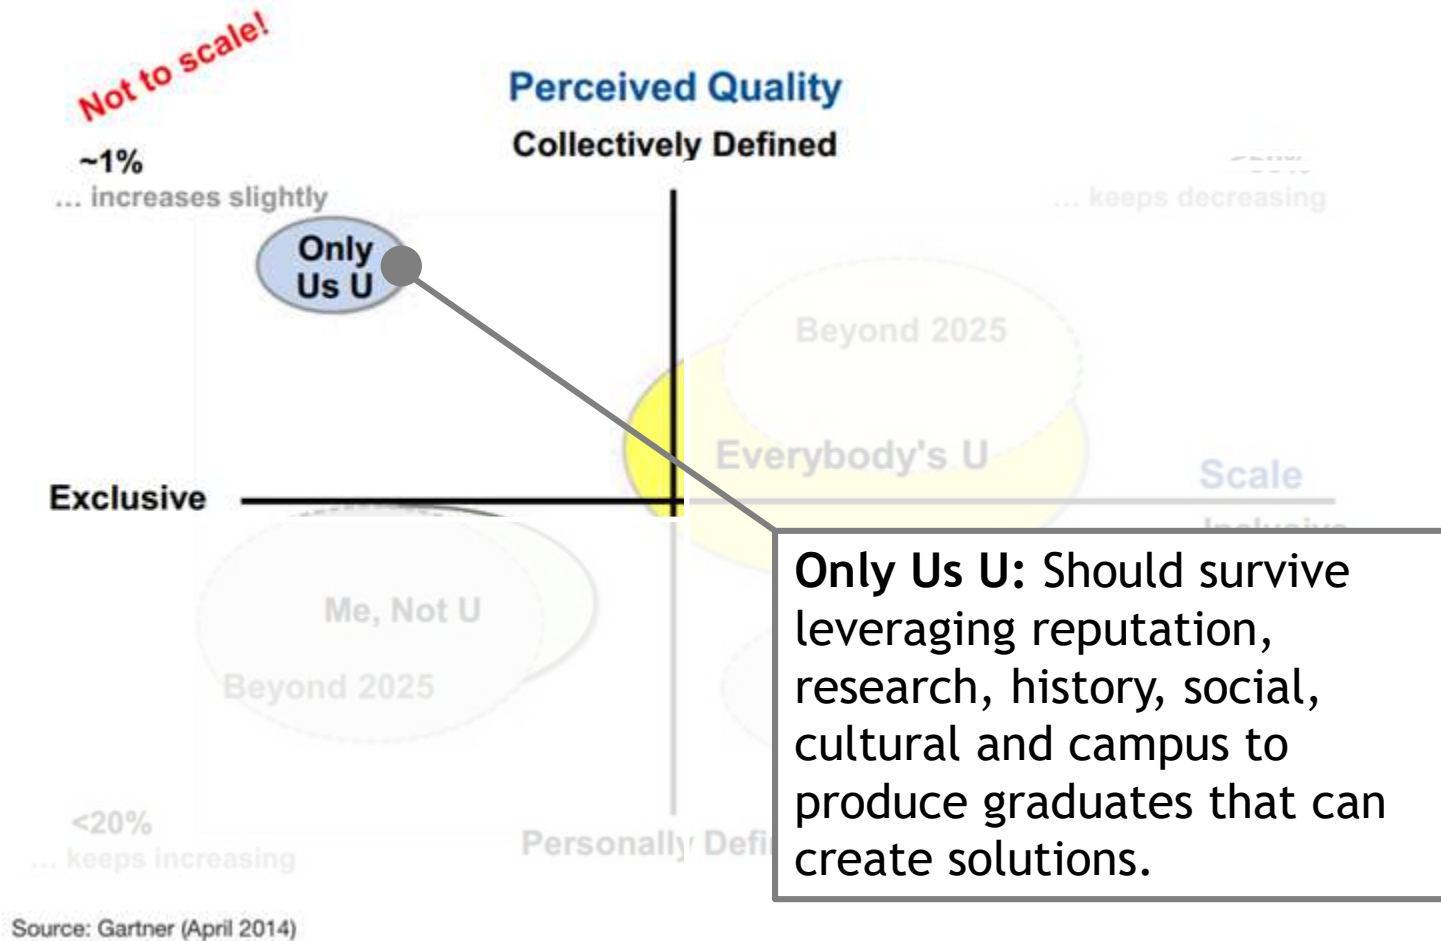 Not to scale!
Perceived Quality
Collectively Defined
~1%
... increases slightly
... keeps decreasing
Only
Us U
Beyond 2025
Everybody's U
Scale
Exclusive
Me, Not U
Beyond 2025
Only Us U: Should survive
leveraging reputation,
research, history, social,
cultural and campus to
produce graduates that can
create solutions.
<20%
... keeps increasing
Personally Defi
Source: Gartner (April 2014)